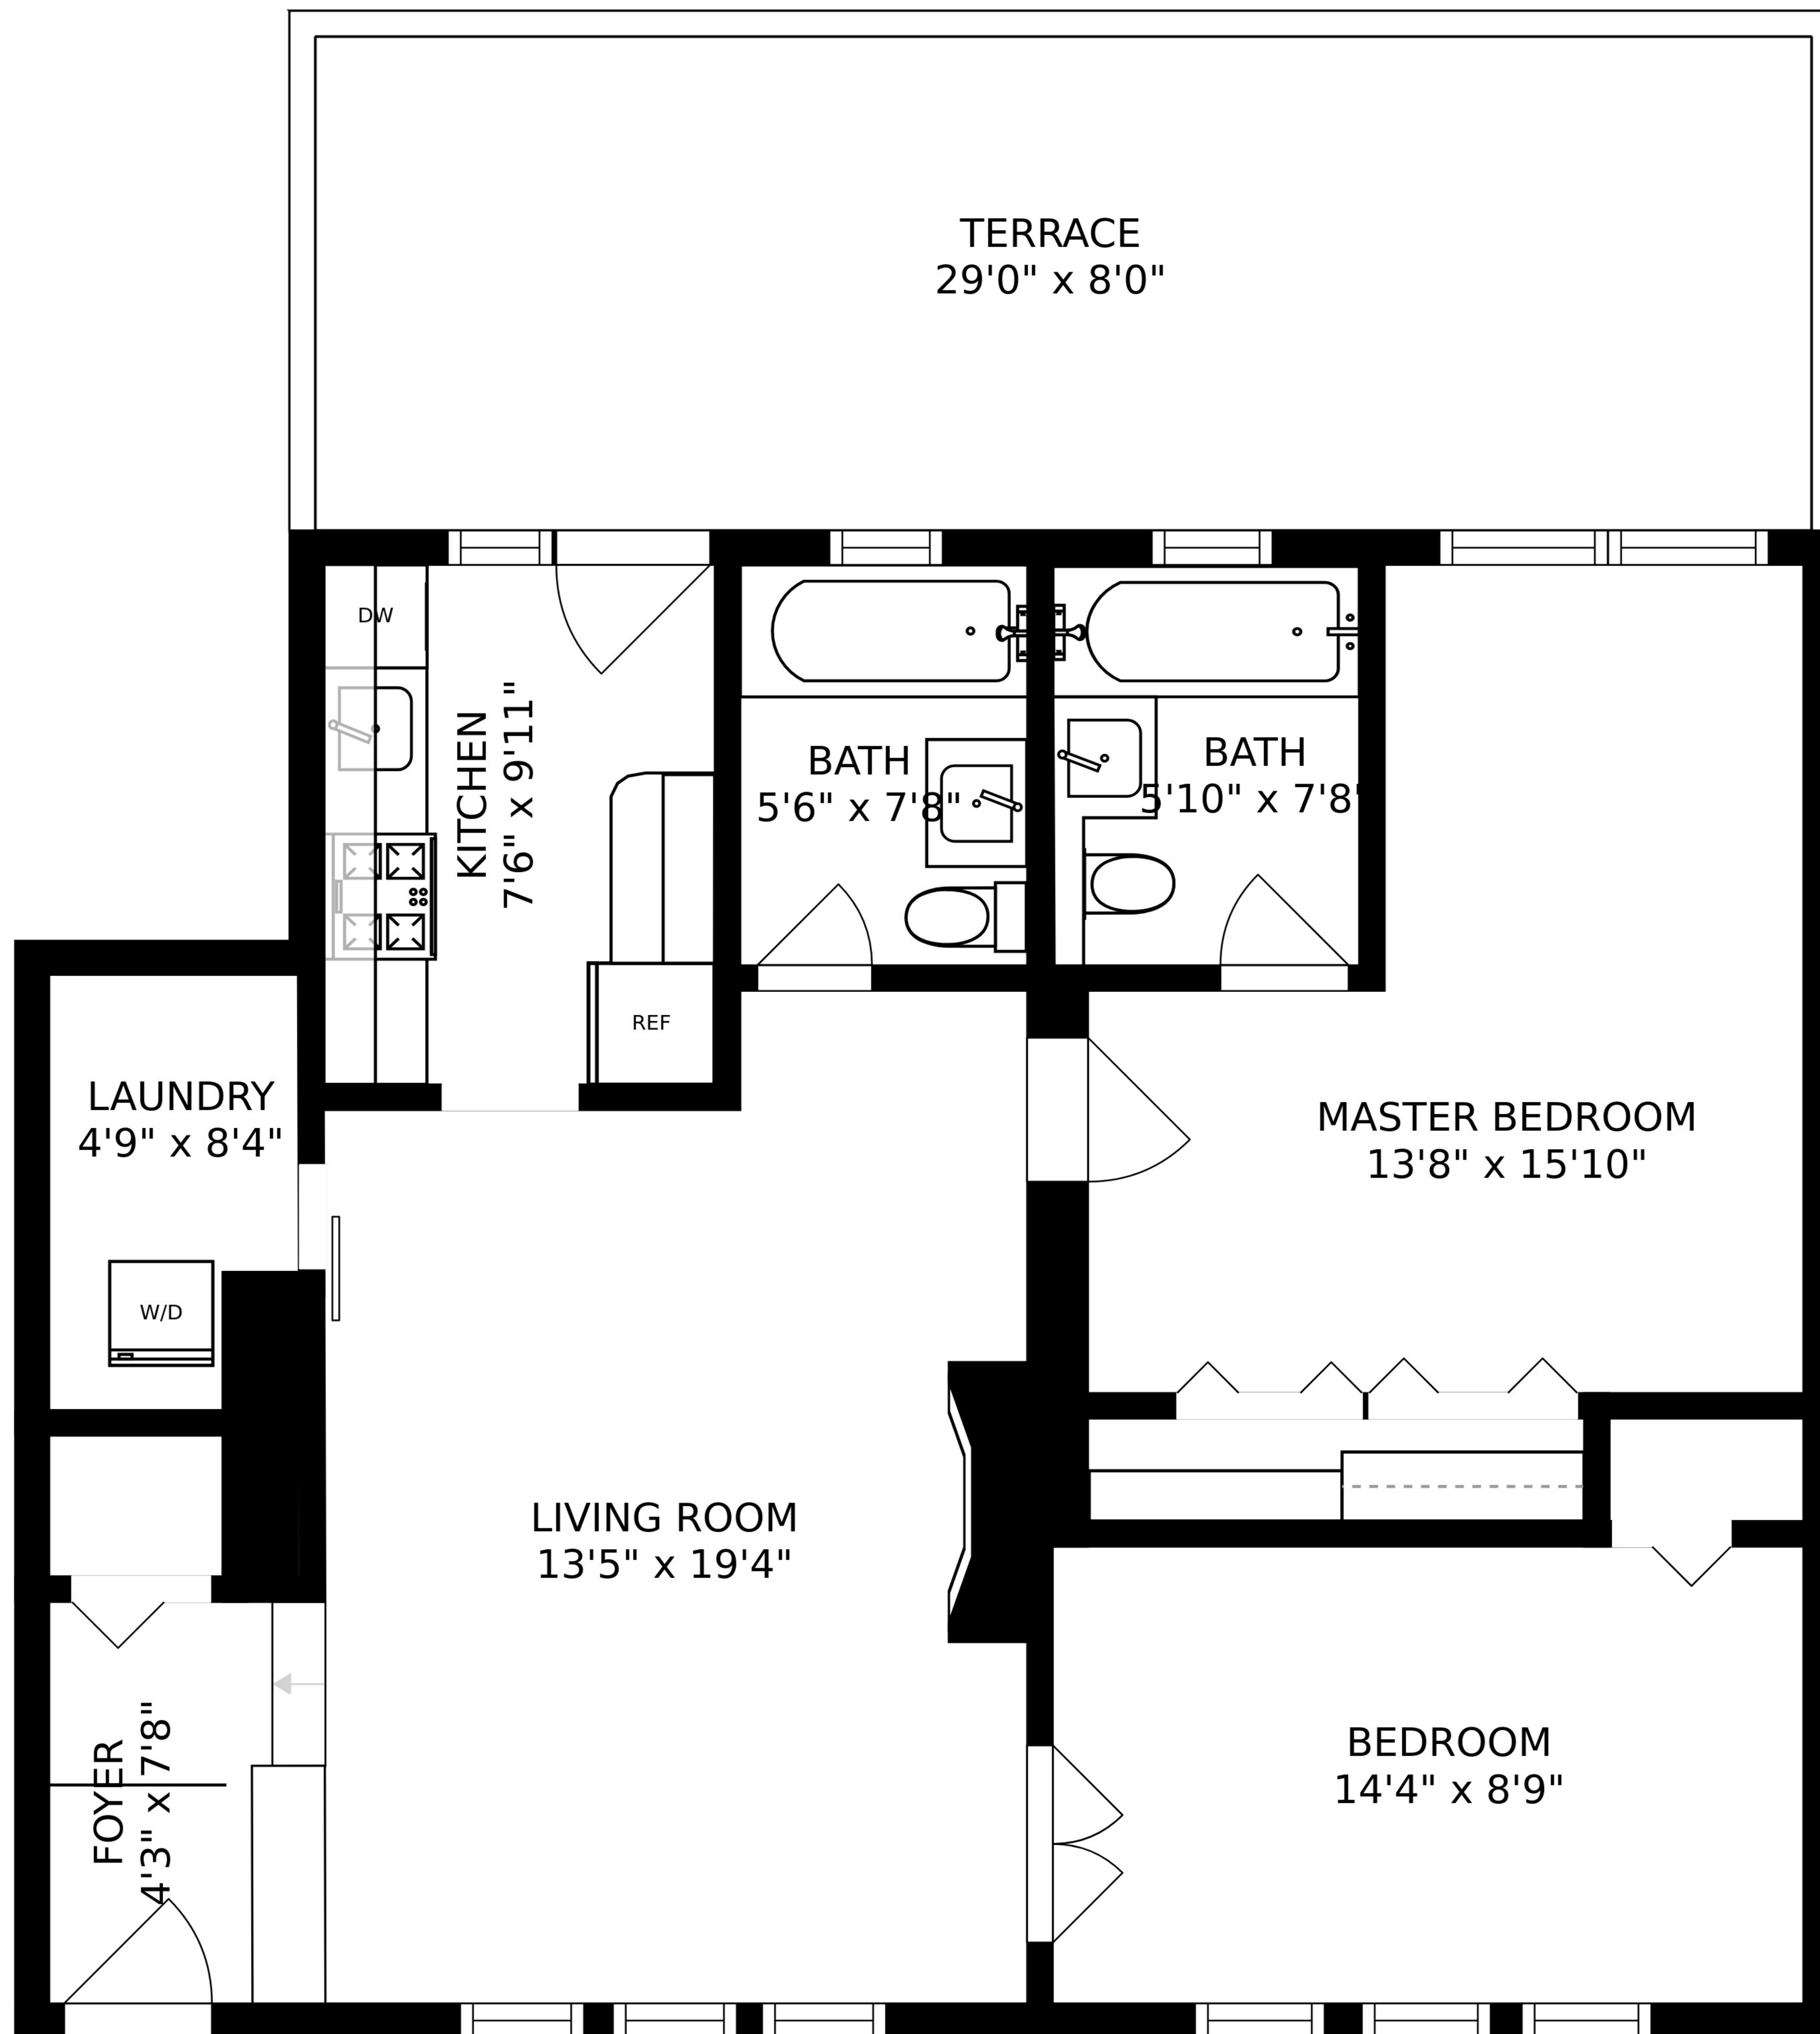 TERRACE
29'0" x 8'0"
DW
KITCHEN
7'6" x 9'11"
BATH
5'6" x 7'8"
BATH
5'10" x 7'8"
REF
LAUNDRY
4'9" x 8'4"
MASTER BEDROOM
13'8" x 15'10"
W/D
LIVING ROOM
13'5" x 19'4"
FOYER
4'3" x 7'8"
BEDROOM
14'4" x 8'9"